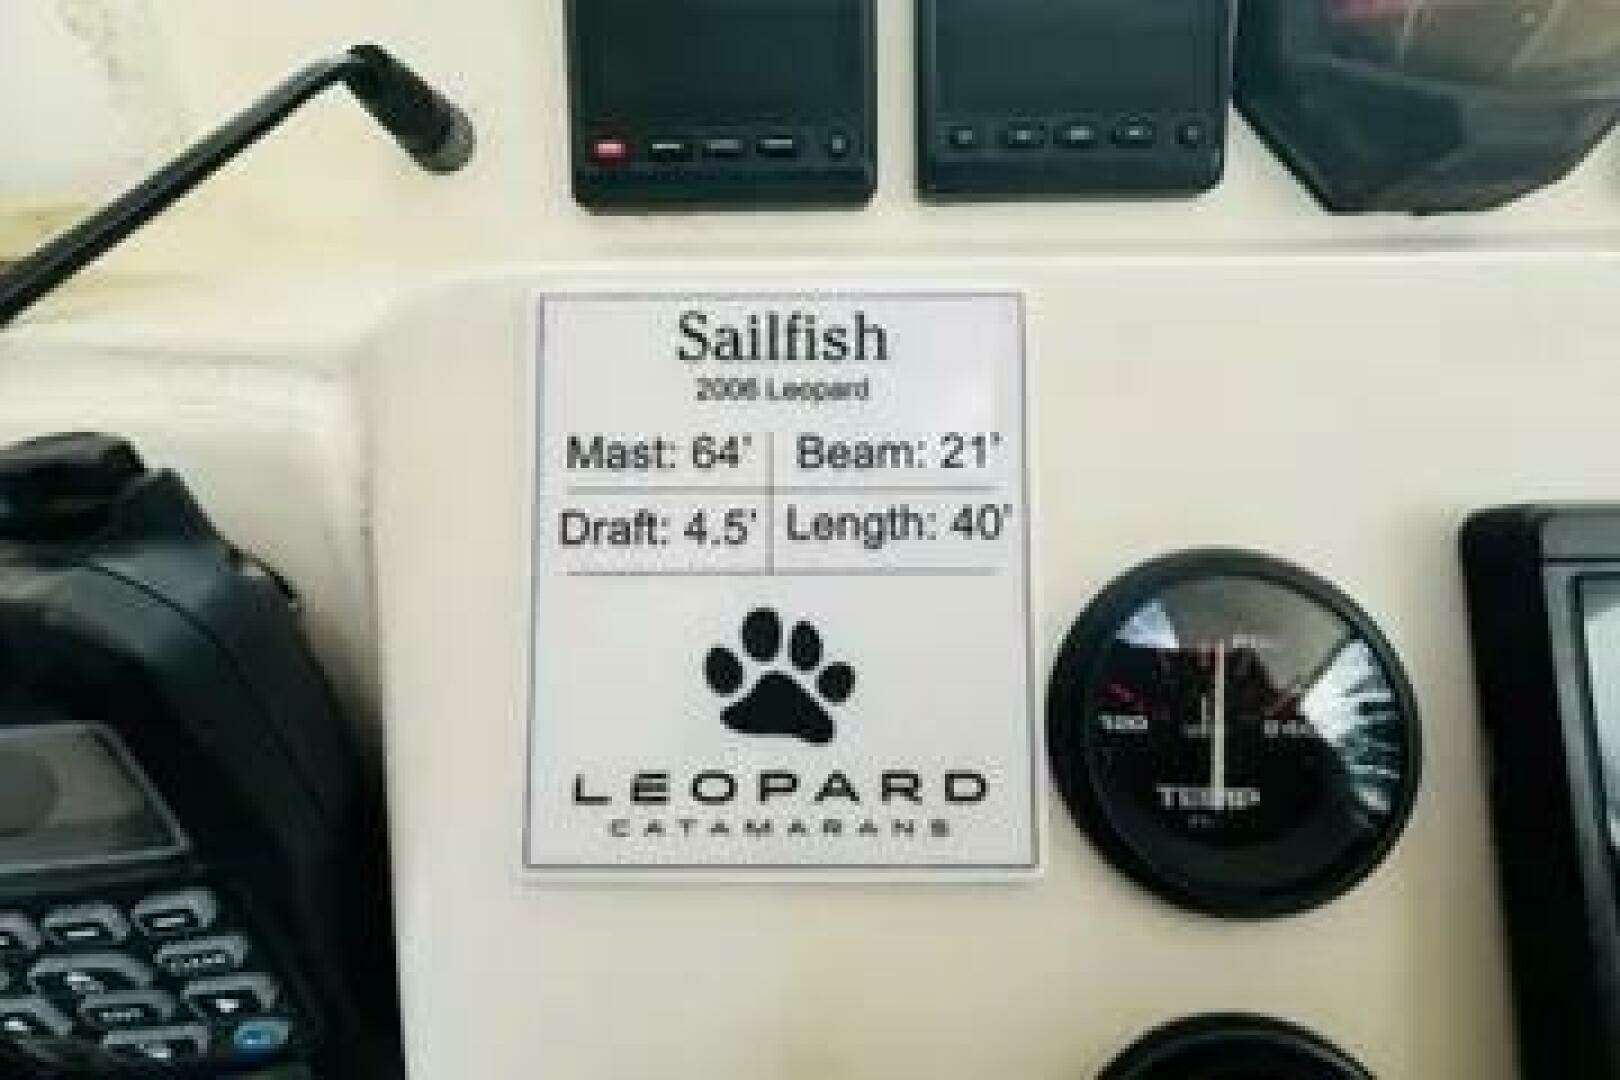 Sailfish
2006 Leopard
Mast: 64' Beam: 21'
Draft: 4.5' Length: 40'
LEOPARD
CATAMARANS
TEMP